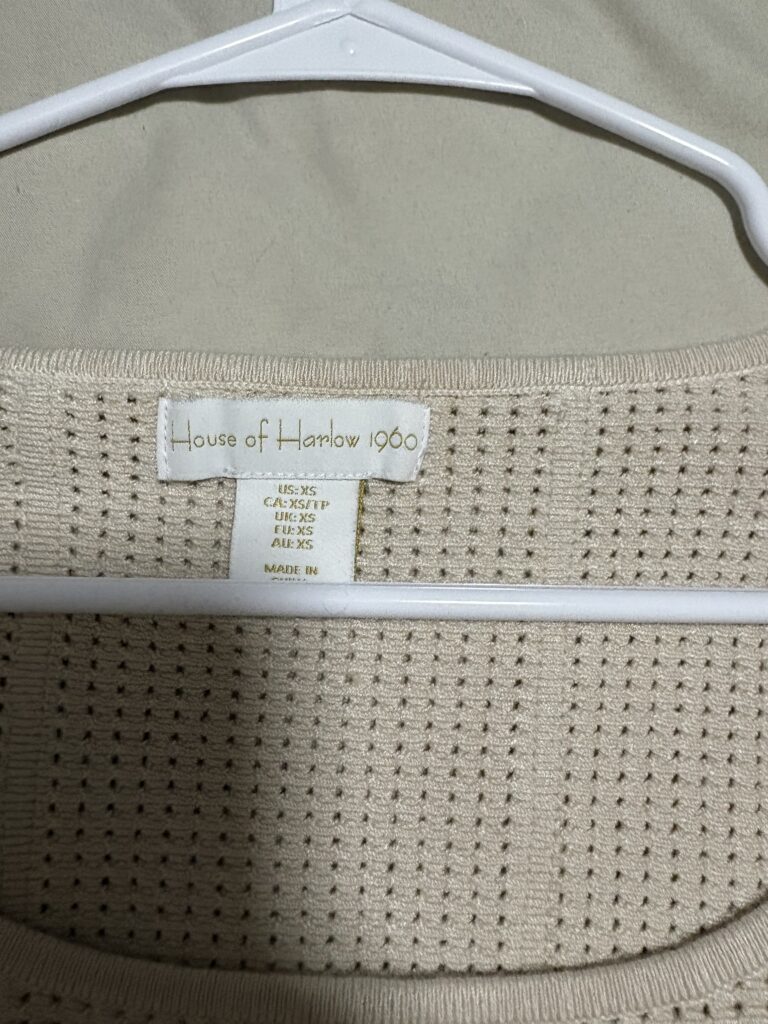 House of Harlow 1960
US: XS
CA: XS/TP
UK: XS
EU: XS
AU: XS
MADE IN